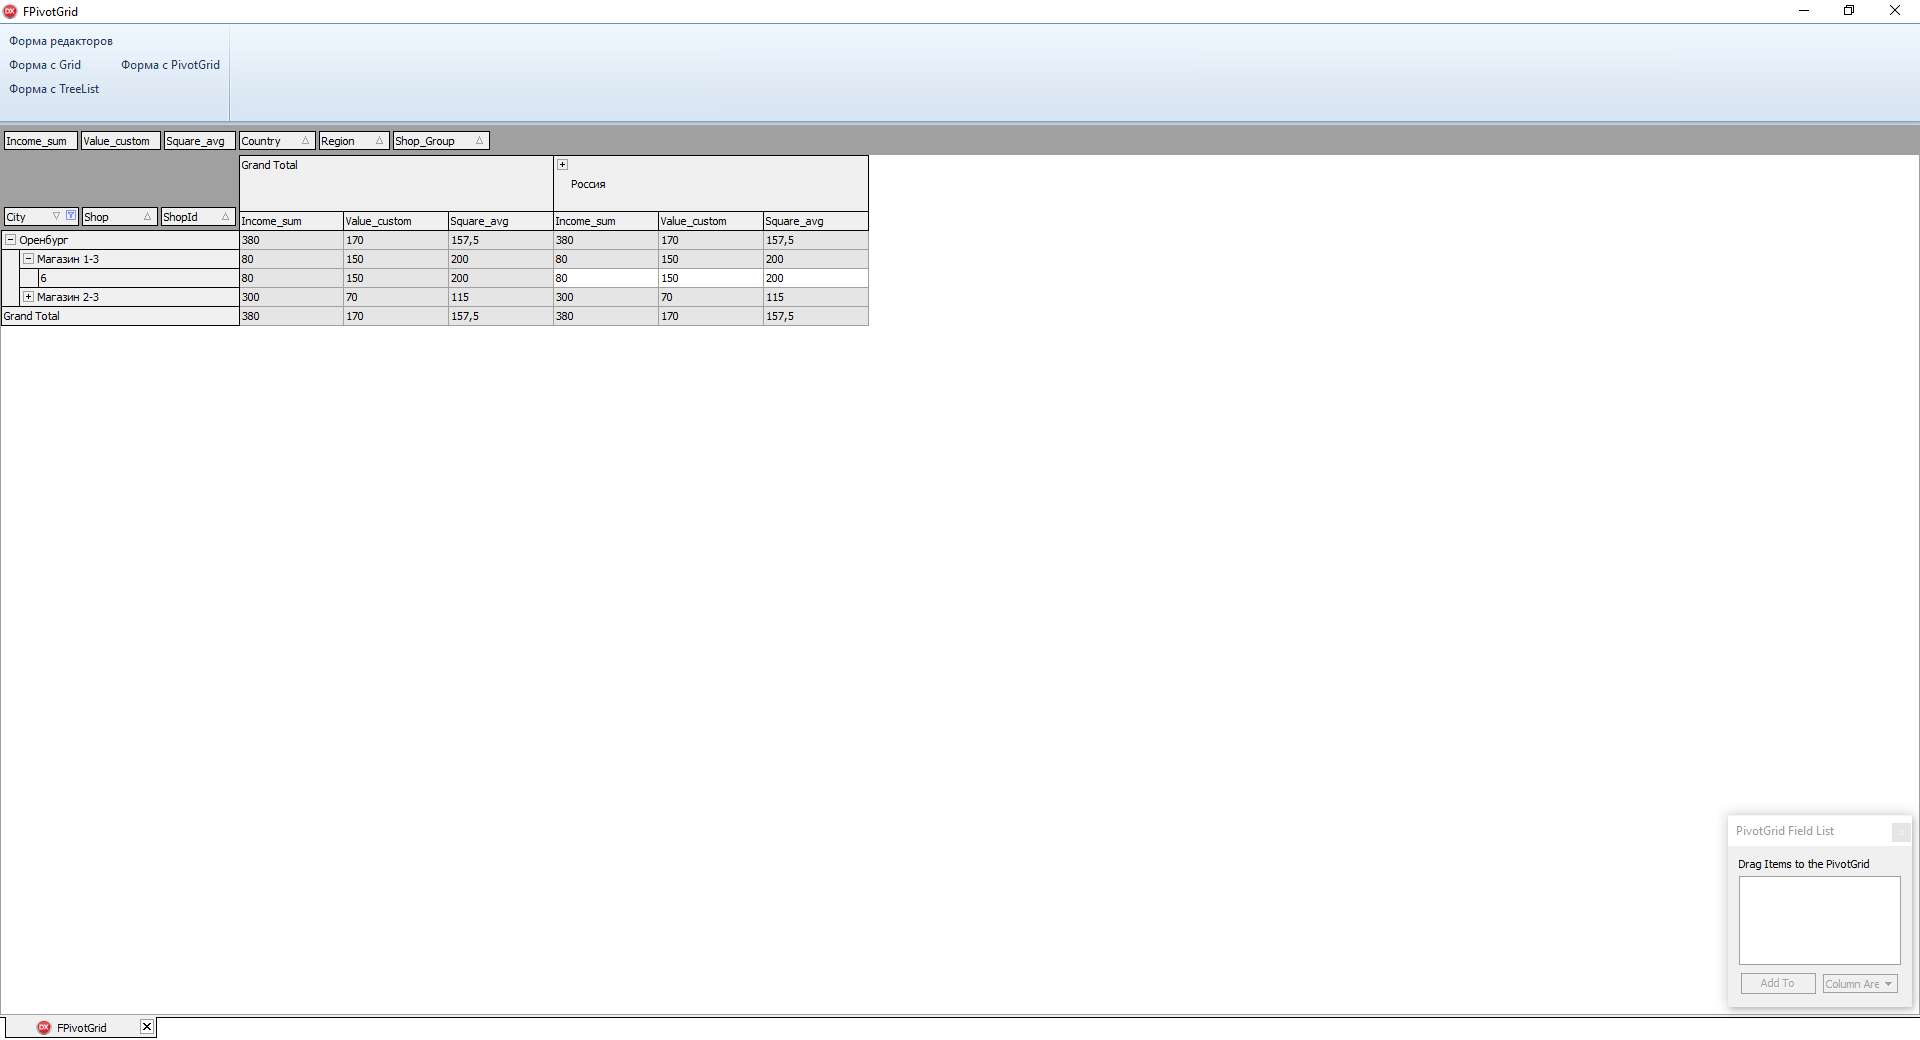 FPivotGrid
Форма редакторов
Форма с Grid Форма с PivotGrid
Форма с TreeList
Income_sum Value_custom Square_avg Country Region Shop_Group
Grand Total
Россия
City Shop ShopId
Income_sum Value_custom Square_avg Income_sum Value_custom Square_avg
Оренбург 380 170 157,5 380 170 157,5
Магазин 1-3 80 150 200 80 150 200
6 80 150 200 80 150 200
Магазин 2-3 300 70 115 300 70 115
Grand Total 380 170 157,5 380 170 157,5
PivotGrid Field List
Drag Items to the PivotGrid
Add To Column Are
DX FPivotGrid